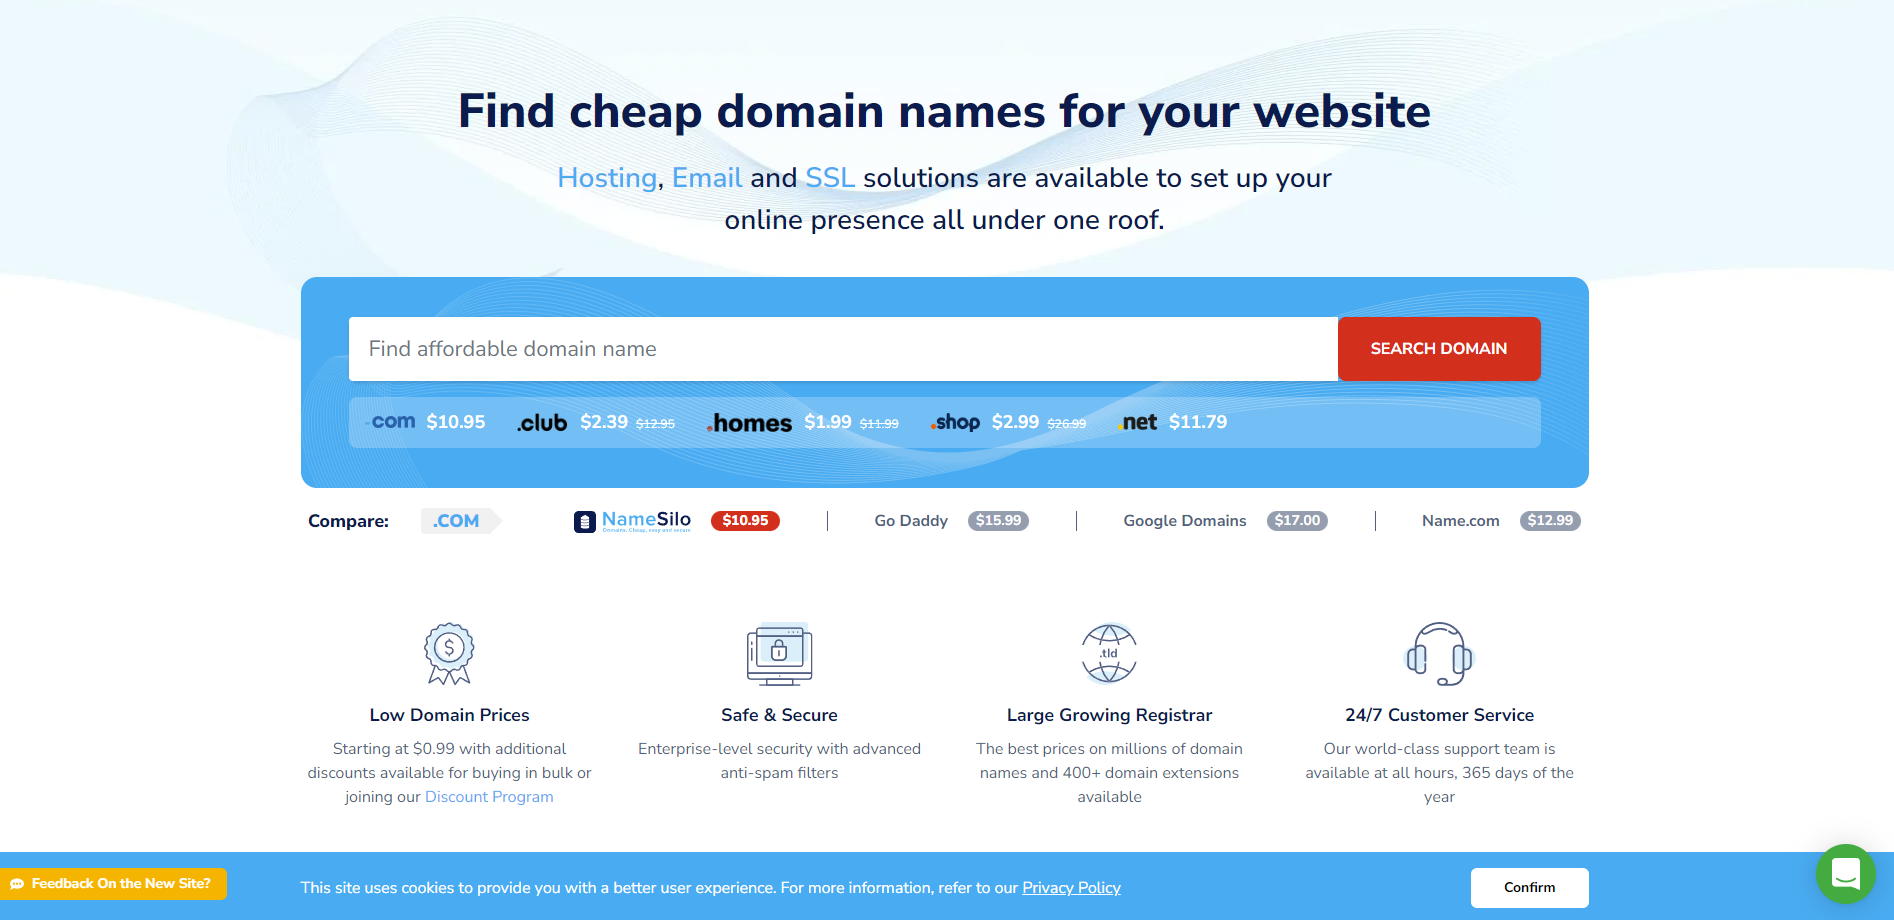 Find cheap domain names for your website
Hosting, Email and SSL solutions are available to set up your
online presence all under one roof.
Find affordable domain name
SEARCH DOMAIN
.com $10.95 .club $2.39 $12.95 .homes $1.99 $11.99 .shop $2.99 $26.99 .net $11.79
Compare: .COM NameSilo $10.95 Go Daddy $15.99 Google Domains $17.00 Name.com $12.99
Domains. Cheap, easy and secure
.tld
Low Domain Prices
Starting at $0.99 with additional
discounts available for buying in bulk or
joining our Discount Program
Safe & Secure
Enterprise-level security with advanced
anti-spam filters
Large Growing Registrar
The best prices on millions of domain
names and 400+ domain extensions
available
24/7 Customer Service
Our world-class support team is
available at all hours, 365 days of the
year
Feedback On the New Site?
This site uses cookies to provide you with a better user experience. For more information, refer to our Privacy Policy
Confirm